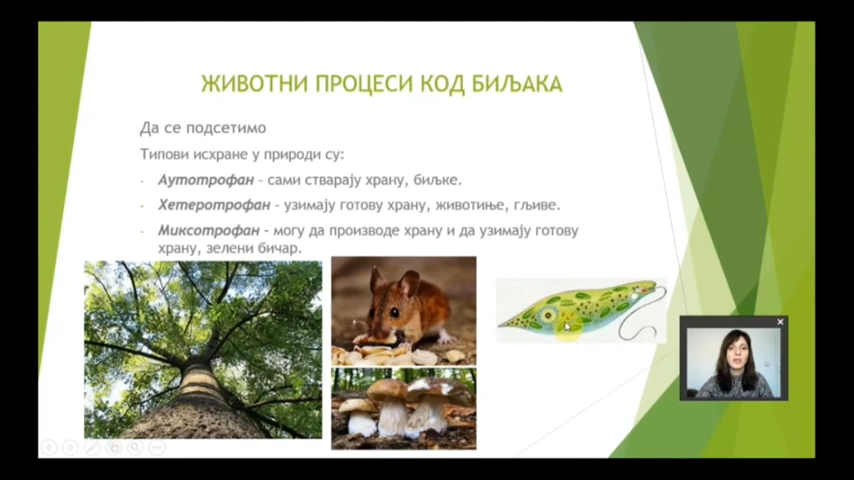 ЖИВОТНИ ПРОЦЕСИ КОД БИЉАКА
Да се подсетимо
Типови исхране у природи су:
- Аутотрофан – сами стварају храну, биљке.
- Хетеротрофан – узимају готову храну, животиње, гљиве.
- Миксотрофан - могу да производе храну и да узимају готову
храну, зелени бичар.